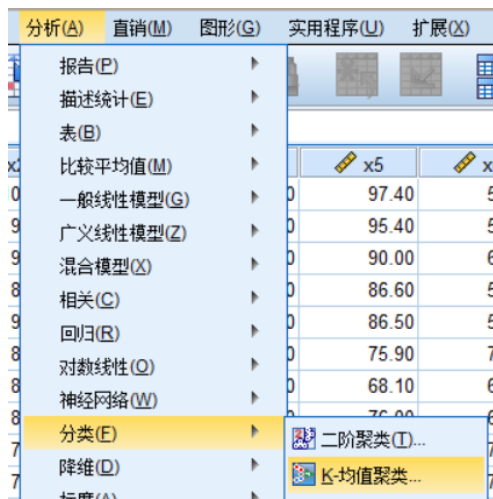 分析(A) 直销(M) 图形(G) 实用程序(U) 扩展(X)
报告(P)
描述统计(E)
表(B)
比较平均值(M)
x5
一般线性模型(G) 97.40
广义线性模型(Z) 95.40
混合模型(X) 90.00
相关(C) 86.60
回归(R) 86.50
对数线性(O) 75.90
神经网络(W) 68.10
分类(F)
二阶聚类(T)...
降维(D)
K-均值聚类...